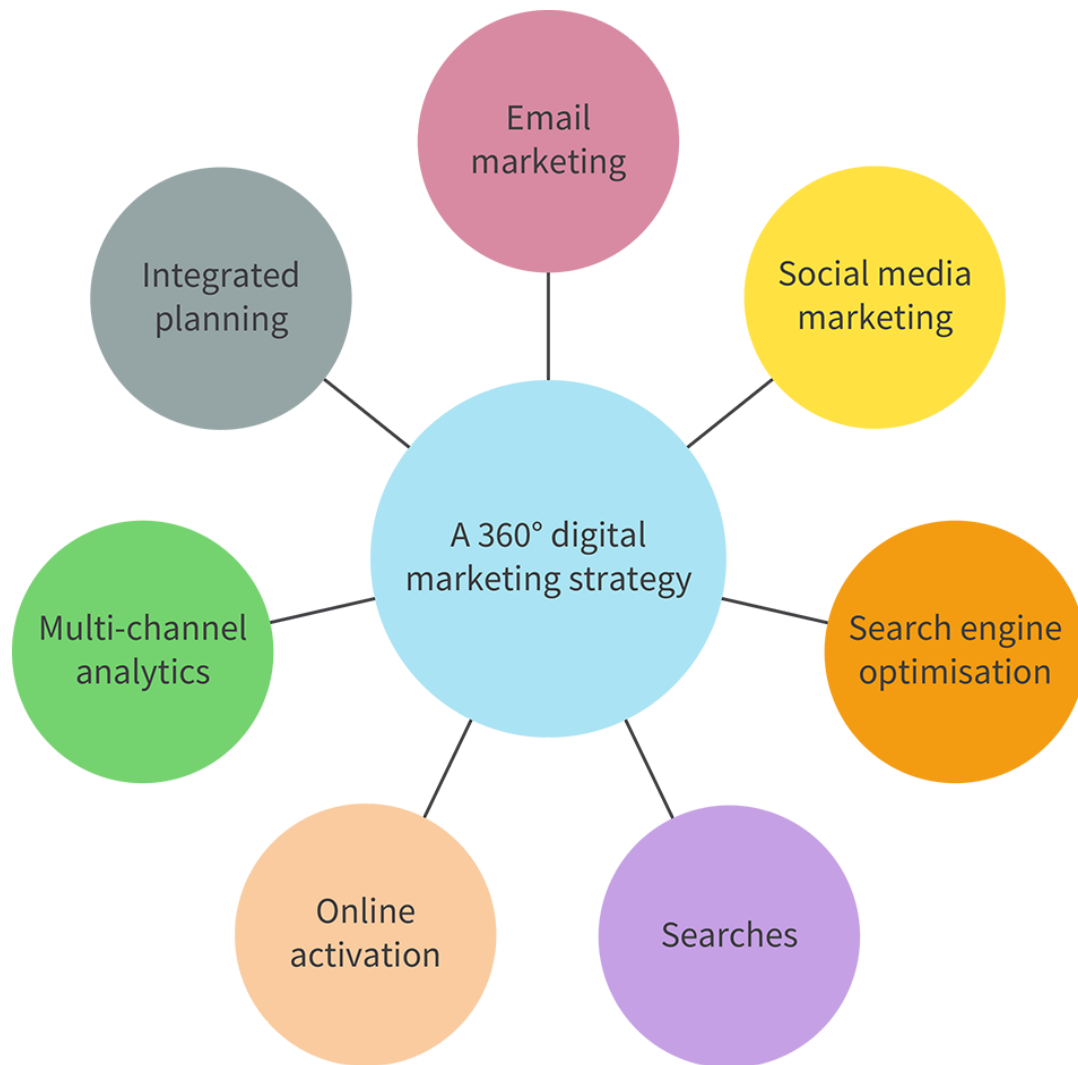 Email
marketing
Social media
marketing
Integrated
planning
A 360° digital
marketing strategy
Search engine
optimisation
Multi-channel
analytics
Searches
Online
activation